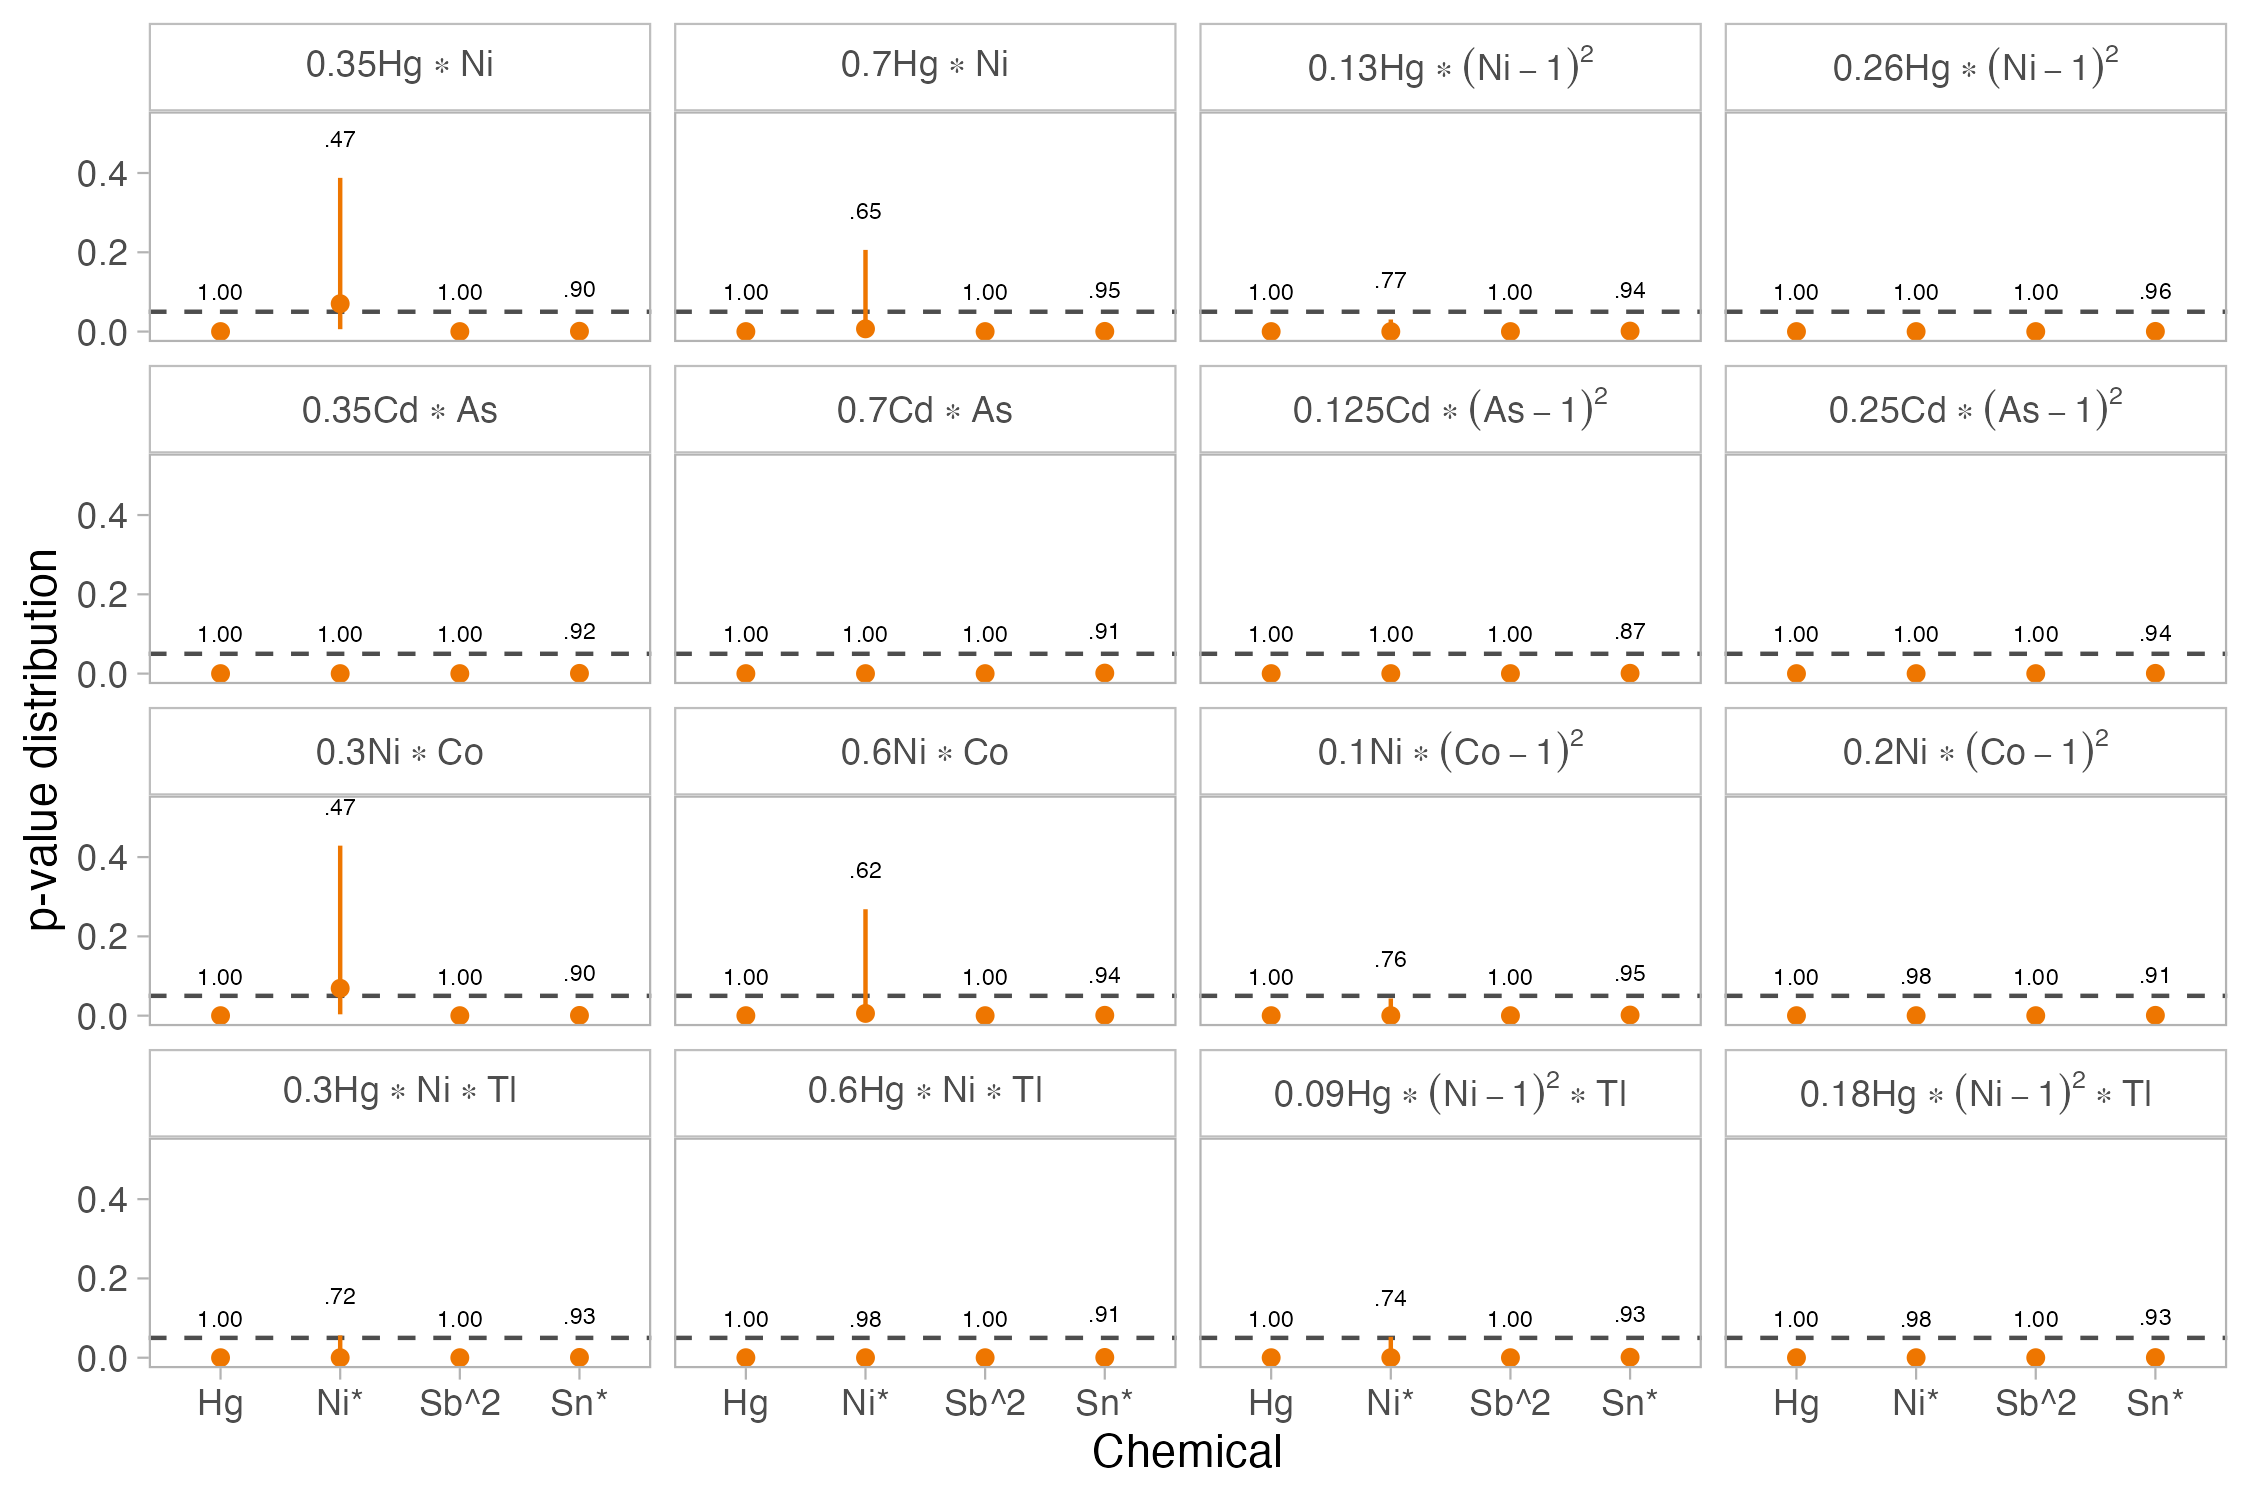 0.35Hg ∗ Ni 0.7Hg ∗ Ni 0.13Hg ∗ (Ni − 1)² 0.26Hg ∗ (Ni − 1)²
.47
0.4
.65
0.2
.77
1.00 1.00 .90 1.00 1.00 .95 1.00 1.00 .94 1.00 1.00 1.00 .96
0.0
0.35Cd ∗ As 0.7Cd ∗ As 0.125Cd ∗ (As − 1)² 0.25Cd ∗ (As − 1)²
0.4
0.2
1.00 1.00 1.00 .92 1.00 1.00 1.00 .91 1.00 1.00 1.00 .87 1.00 1.00 1.00 .94
0.0
p-value distribution
0.3Ni ∗ Co 0.6Ni ∗ Co 0.1Ni ∗ (Co − 1)² 0.2Ni ∗ (Co − 1)²
.47
0.4
.62
0.2
.76
1.00 1.00 .90 1.00 1.00 .94 1.00 1.00 .95 1.00 .98 1.00 .91
0.0
0.3Hg ∗ Ni ∗ Tl 0.6Hg ∗ Ni ∗ Tl 0.09Hg ∗ (Ni − 1)² ∗ Tl 0.18Hg ∗ (Ni − 1)² ∗ Tl
0.4
0.2
.72 .74
1.00 1.00 .93 1.00 .98 1.00 .91 1.00 1.00 .93 1.00 .98 1.00 .93
0.0
Hg Ni* Sb^2 Sn* Hg Ni* Sb^2 Sn* Hg Ni* Sb^2 Sn* Hg Ni* Sb^2 Sn*
Chemical